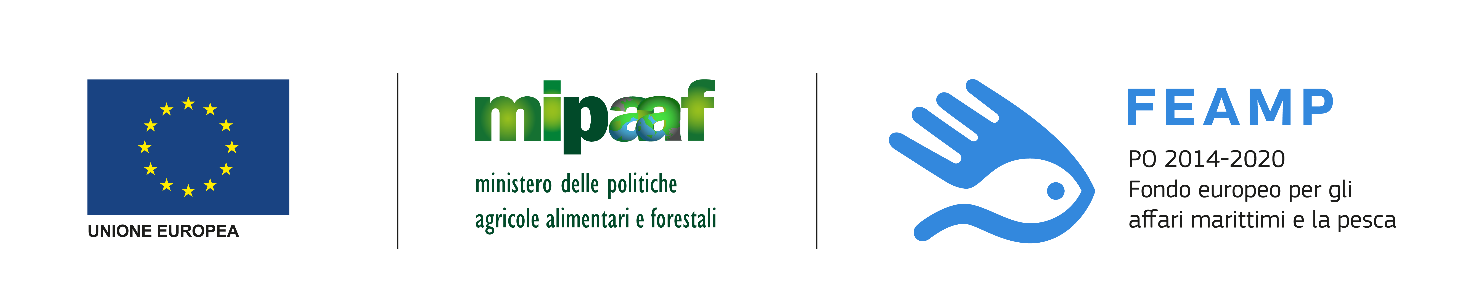 UNIONE EUROPEA
mipaaf
ministero delle politiche
agricole alimentari e forestali
FEAMP
PO 2014-2020
Fondo europeo per gli
affari marittimi e la pesca